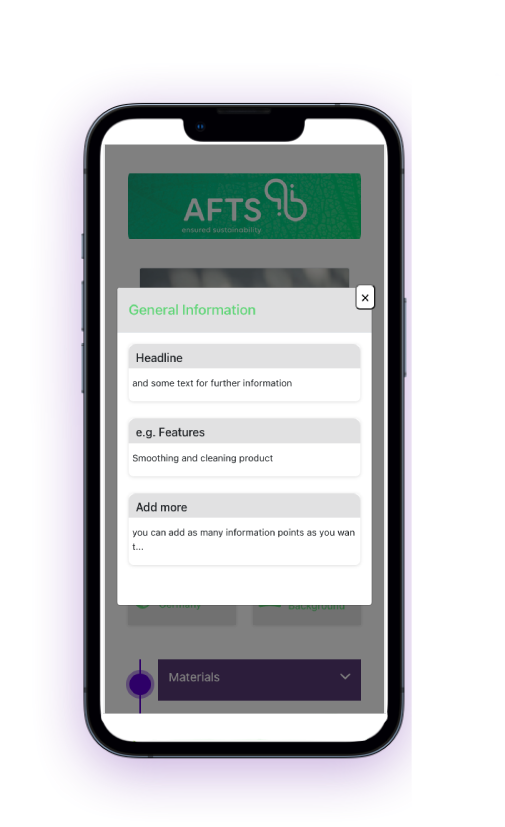 AFTS
ensured sustainability
×
General Information
Headline
and some text for further information
e.g. Features
Smoothing and cleaning product
Add more
you can add as many information points as you wan
t...
Germany
Background
Materials